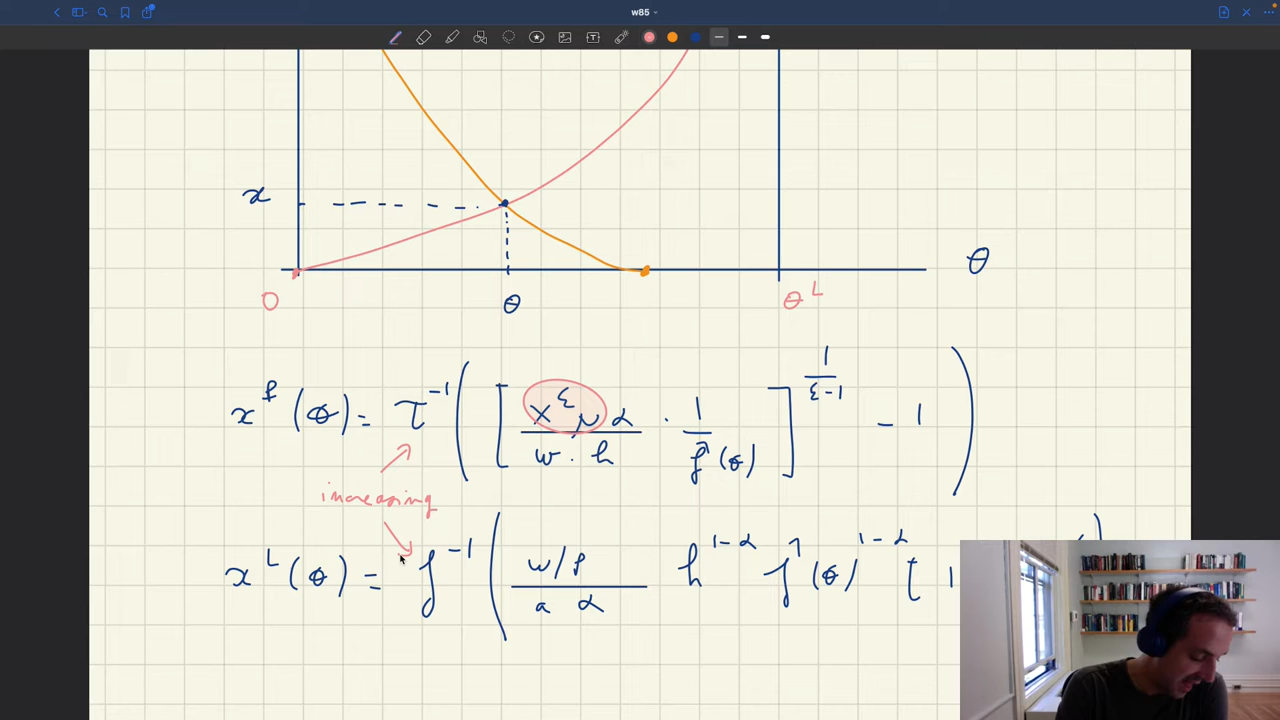 w85
x
θ
0
θ
θ^L
x^f (θ) = τ^{-1} ( [ χ^ε μ α / w · h · 1 / f̂(θ) ]^{1/(ε-1)} - 1 )
increasing
x^L (θ) = f^{-1} ( w/p / a α h^{1-α} f̂(θ)^{1-α} [ 1